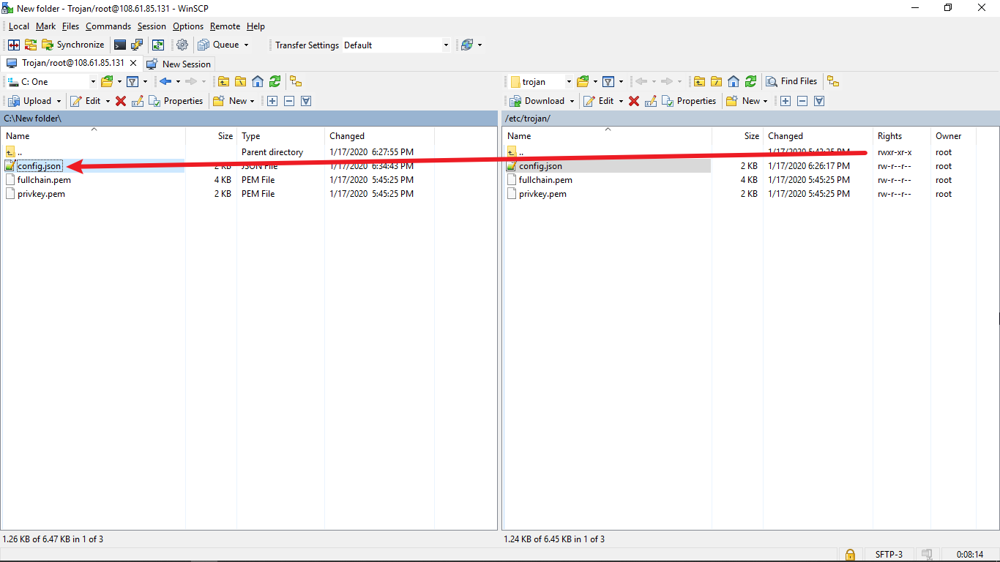 New folder - Trojan/root@108.61.85.131 - WinSCP
Local Mark Files Commands Session Options Remote Help
Synchronize Queue Transfer Settings Default
Trojan/root@108.61.85.131 New Session
C: One trojan Find Files
Upload Edit Properties New Download Edit Properties New
C:\New folder\ /etc/trojan/
Name Size Type Changed Name Size Changed Rights Owner
.. Parent directory 1/17/2020 6:27:55 PM .. 1/17/2020 rwxr-xr-x root
config.json 2 KB JSON File 1/17/2020 6:34:43 PM config.json 2 KB 1/17/2020 6:26:17 PM rw-r--r-- root
fullchain.pem 4 KB PEM File 1/17/2020 5:45:25 PM fullchain.pem 4 KB 1/17/2020 5:45:25 PM rw-r--r-- root
privkey.pem 2 KB PEM File 1/17/2020 5:45:25 PM privkey.pem 2 KB 1/17/2020 5:45:25 PM rw-r--r-- root
1.26 KB of 6.47 KB in 1 of 3 1.24 KB of 6.45 KB in 1 of 3
SFTP-3 0:08:14